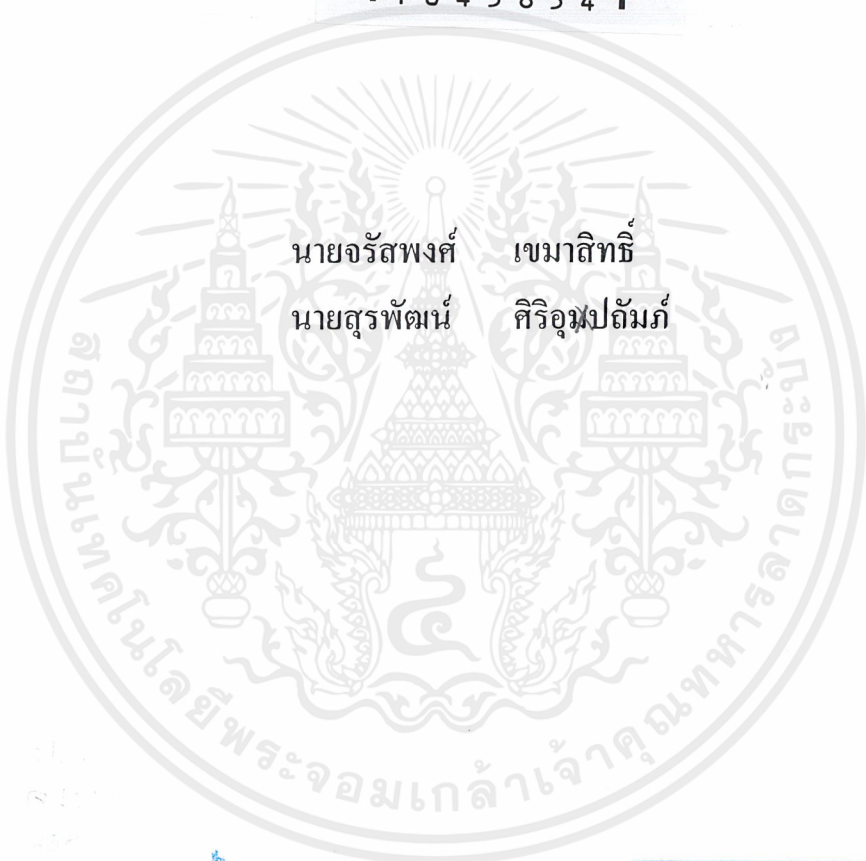 นายจรัสพงศ์ เขมาสิทธิ์
นายสุรพัฒน์ ศิริอุมปถัมภ์
สถาบันเทคโนโลยีพระจอมเกล้าเจ้าคุณทหารลาดกระบัง